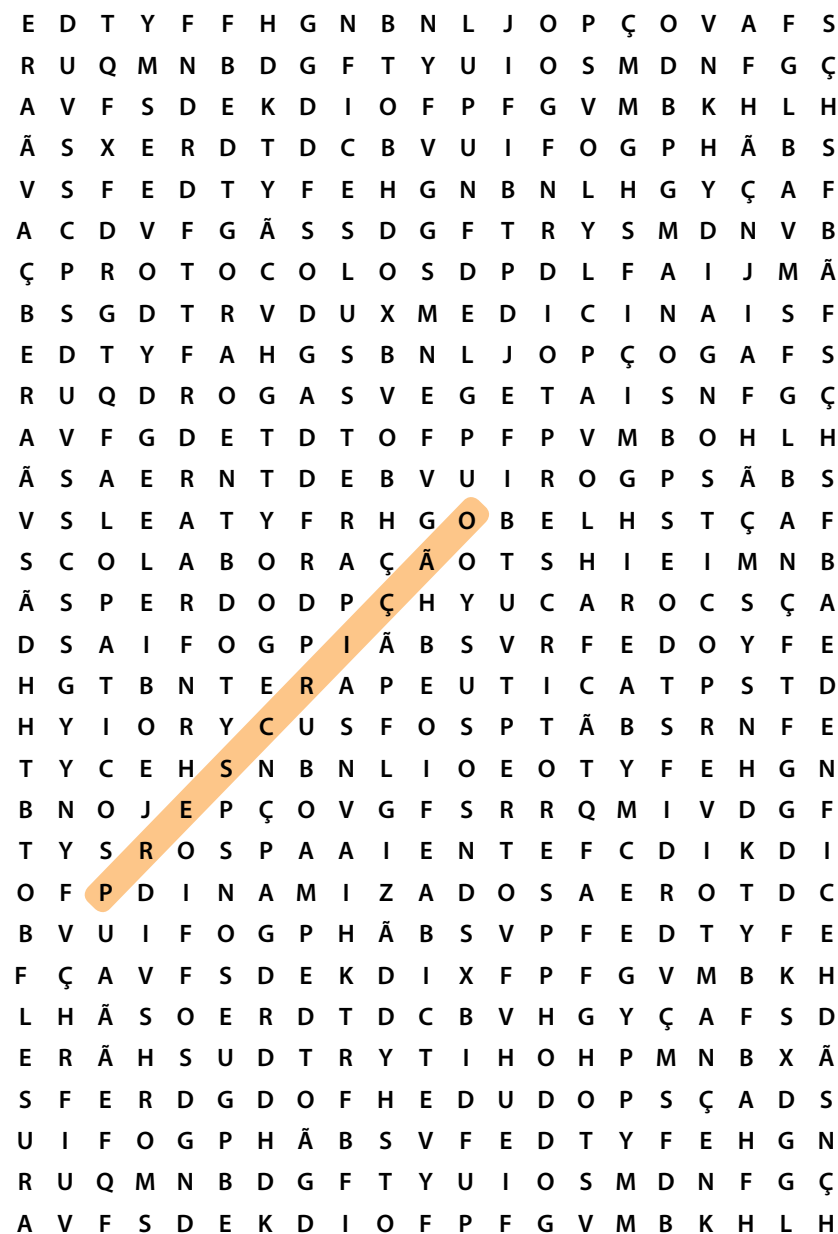 E D T Y F F H G N B N L J O P Ç O V A F S
R U Q M N B D G F T Y U I O S M D N F G Ç
A V F S D E K D I O F P F G V M B K H L H
Ã S X E R D T D C B V U I F O G P H Ã B S
V S F E D T Y F E H G N B N L H G Y Ç A F
A C D V F G Ã S S D G F T R Y S M D N V B
Ç P R O T O C O L O S D P D L F A I J M Ã
B S G D T R V D U X M E D I C I N A I S F
E D T Y F A H G S B N L J O P Ç O G A F S
R U Q D R O G A S V E G E T A I S N F G Ç
A V F G D E T D T O F P F P V M B O H L H
Ã S A E R N T D E B V U I R O G P S Ã B S
V S L E A T Y F R H G O B E L H S T Ç A F
S C O L A B O R A Ç Ã O T S H I E I M N B
Ã S P E R D O D P Ç H Y U C A R O C S Ç A
D S A I F O G P I Ã B S V R F E D O Y F E
H G T B N T E R A P E U T I C A T P S T D
H Y I O R Y C U S F O S P T Ã B S R N F E
T Y C E H S N B N L I O E O T Y F E H G N
B N O J E P Ç O V G F S R R Q M I V D G F
T Y S R O S P A A I E N T E F C D I K D I
O F P D I N A M I Z A D O S A E R O T D C
B V U I F O G P H Ã B S V P F E D T Y F E
F Ç A V F S D E K D I X F P F G V M B K H
L H Ã S O E R D T D C B V H G Y Ç A F S D
E R Ã H S U D T R Y T I H O H P M N B X Ã
S F E R D G D O F H E D U D O P S Ç A D S
U I F O G P H Ã B S V F E D T Y F E H G N
R U Q M N B D G F T Y U I O S M D N F G Ç
A V F S D E K D I O F P F G V M B K H L H